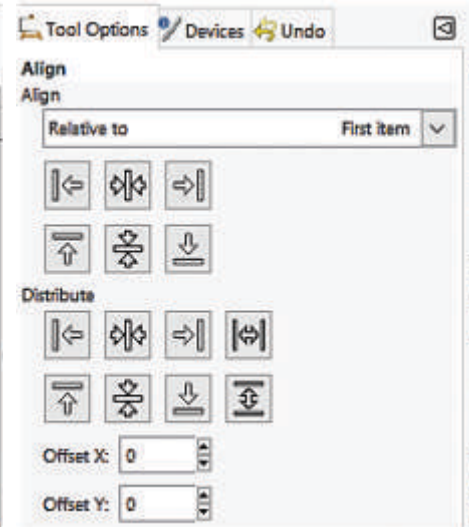 Tool Options Devices Undo
Align
Align
Relative to First item
Distribute
Offset X: 0
Offset Y: 0